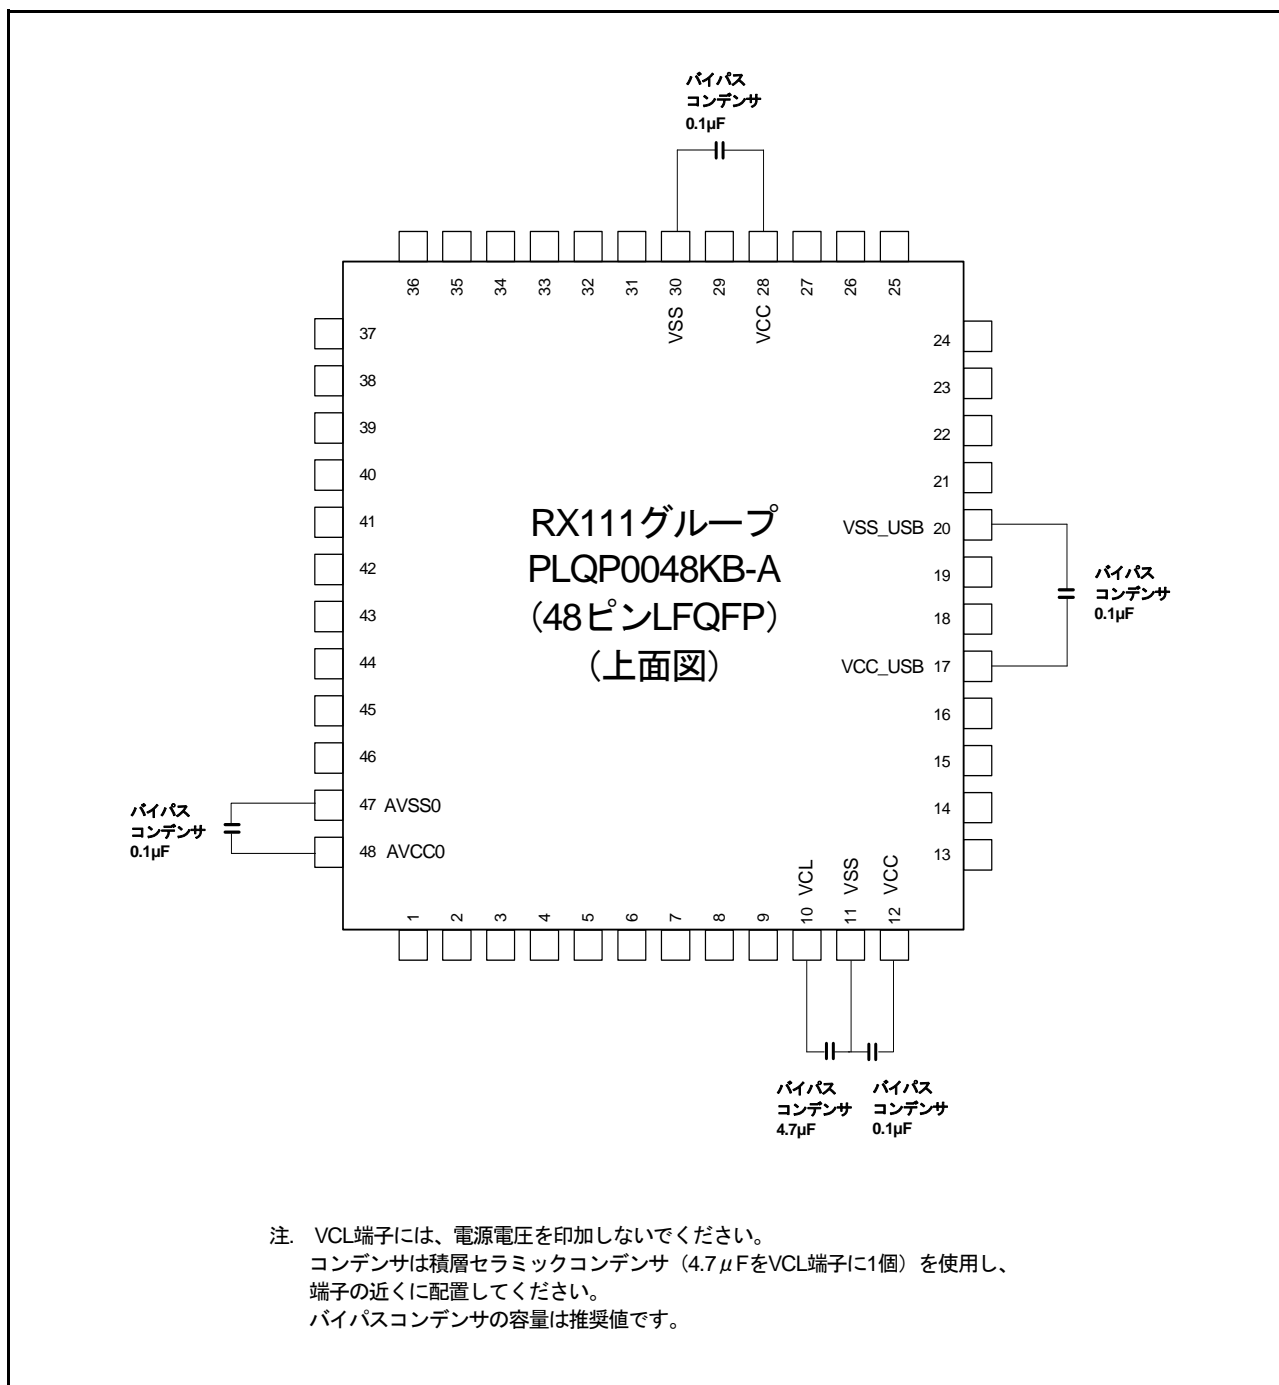 バイパス
コンデンサ
0.1µF
36 35 34 33 32 31 30 29 28 27 26 25
VSS VCC
37
38
39
40
41
42
43
44
45
46
47 AVSS0
48 AVCC0
バイパス
コンデンサ
0.1µF
RX111グループ
PLQP0048KB-A
（48ピンLFQFP）
（上面図）
24
23
22
21
VSS_USB 20
19
18
VCC_USB 17
16
15
14
13
バイパス
コンデンサ
0.1µF
VCL VSS VCC
1 2 3 4 5 6 7 8 9 10 11 12
バイパス
コンデンサ
4.7µF
バイパス
コンデンサ
0.1µF
注. VCL端子には、電源電圧を印加しないでください。
コンデンサは積層セラミックコンデンサ（4.7μFをVCL端子に1個）を使用し、
端子の近くに配置してください。
バイパスコンデンサの容量は推奨値です。